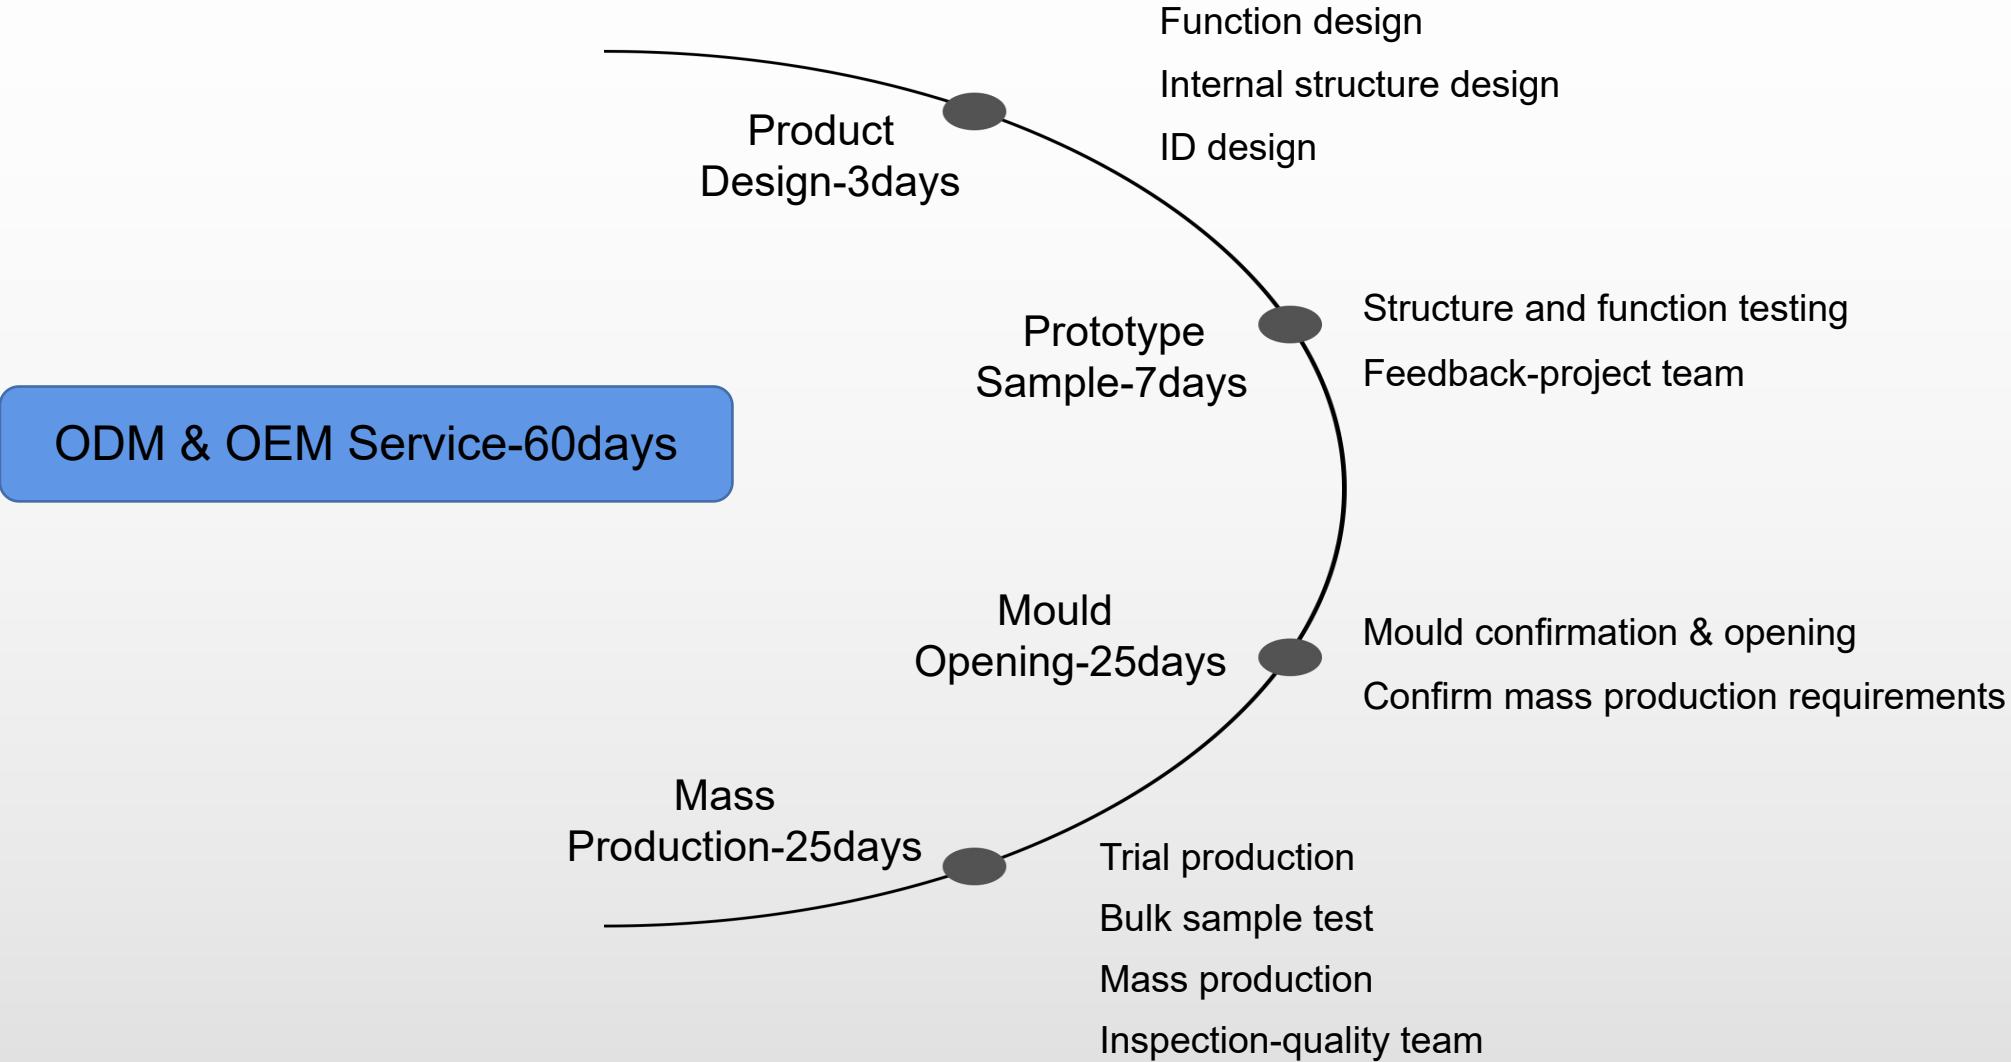 Function design
Internal structure design
ID design
Product
Design-3days
Structure and function testing
Feedback-project team
Prototype
Sample-7days
ODM & OEM Service-60days
Mould
Opening-25days
Mould confirmation & opening
Confirm mass production requirements
Mass
Production-25days
Trial production
Bulk sample test
Mass production
Inspection-quality team